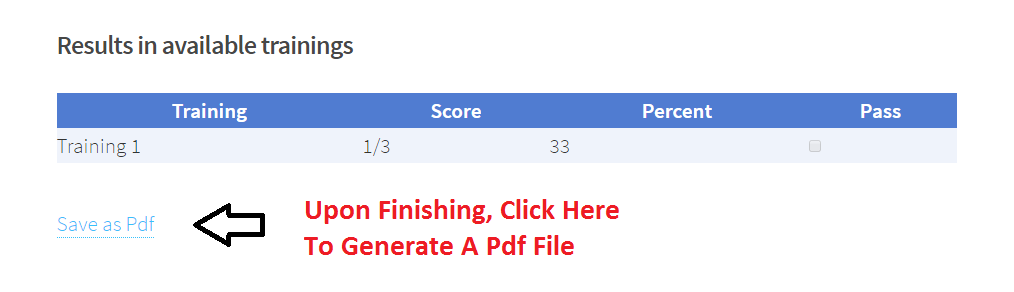 Results in available trainings
Training Score Percent Pass
Training 1 1/3 33
Save as Pdf
Upon Finishing, Click Here
To Generate A Pdf File